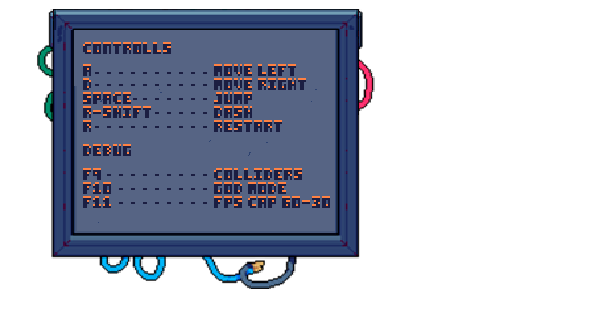 CONTROLLS
A- - - - - - - - - - MOVE LEFT
D- - - - - - - - - - MOVE RIGHT
SPACE- - - - - - - JUMP
R-SHIFT- - - - - DASH
R- - - - - - - - - - RESTART
DEBUG
F9 - - - - - - - - - COLLIDERS
F10 - - - - - - - - GOD MODE
F11 - - - - - - - - FPS CAP 60-30